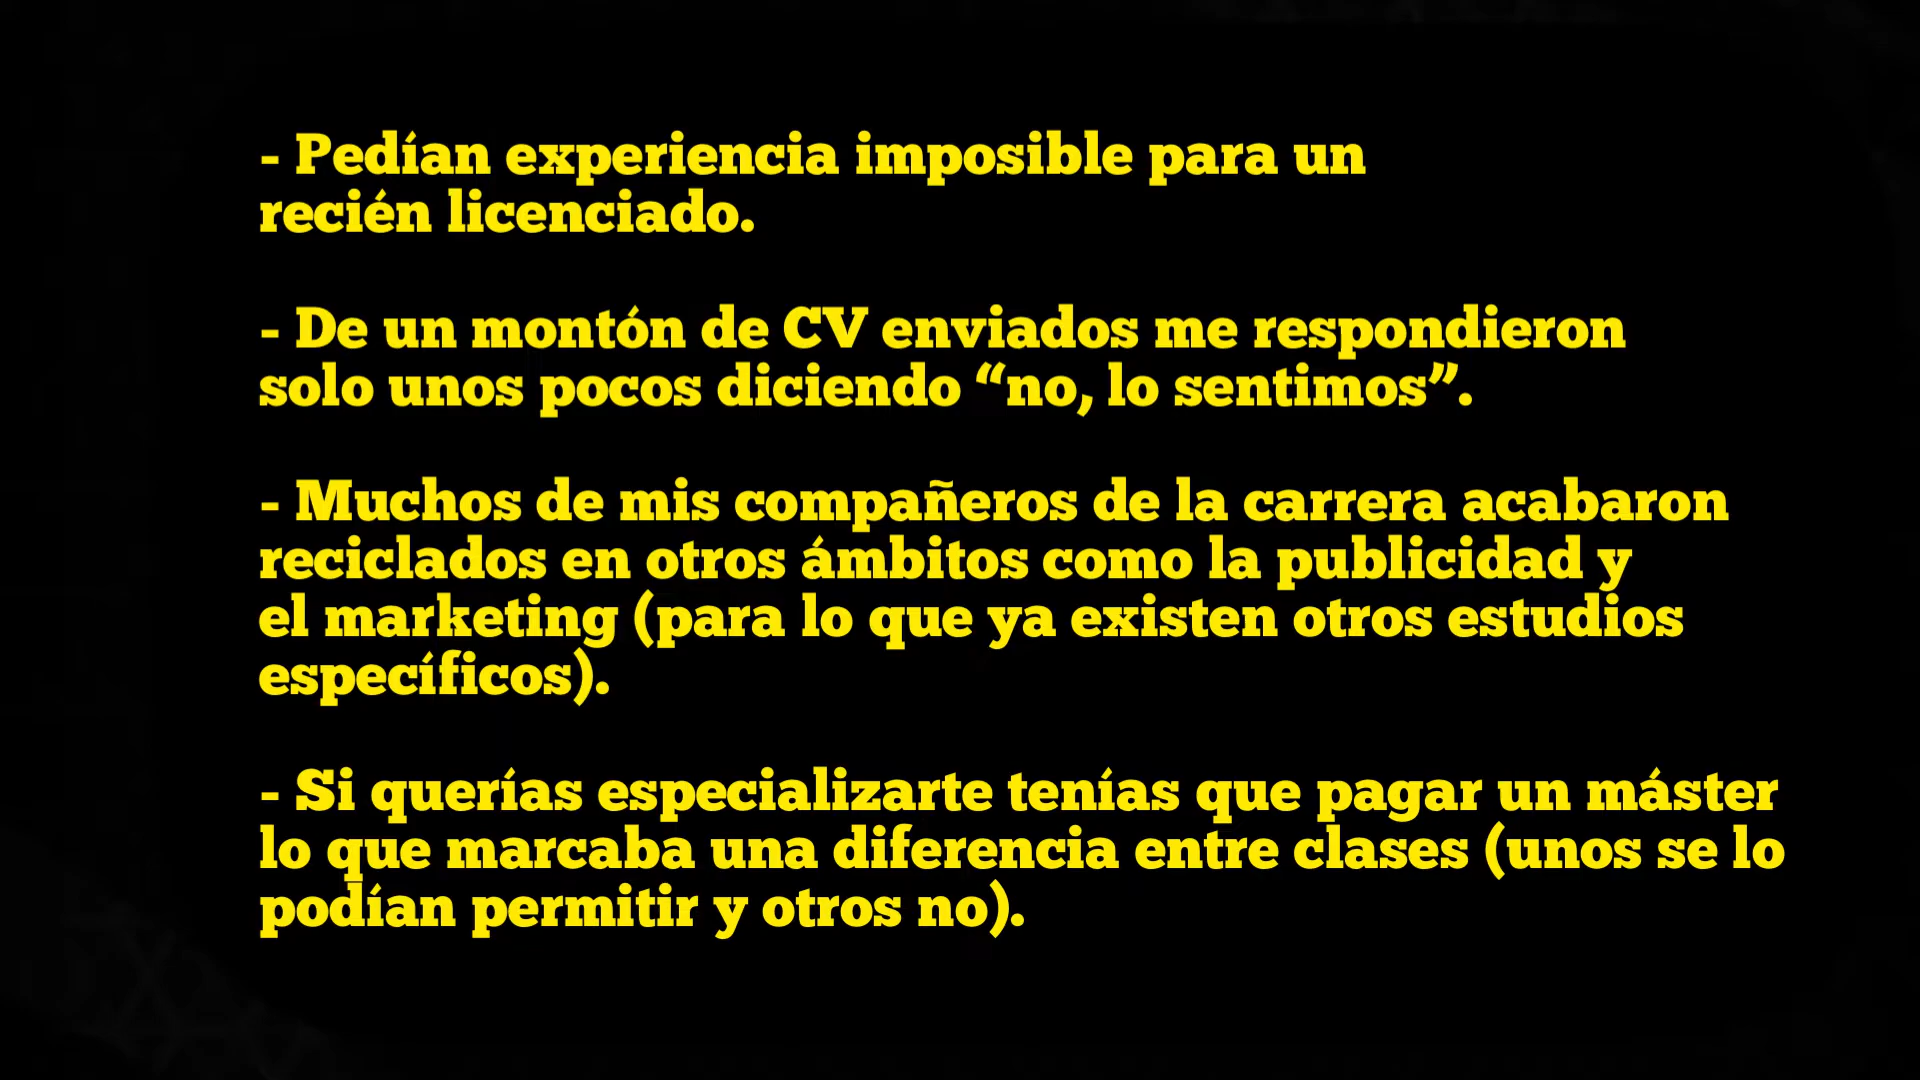 - Pedían experiencia imposible para un
recién licenciado.
- De un montón de CV enviados me respondieron
solo unos pocos diciendo “no, lo sentimos”.
- Muchos de mis compañeros de la carrera acabaron
reciclados en otros ámbitos como la publicidad y
el marketing (para lo que ya existen otros estudios
específicos).
- Si querías especializarte tenías que pagar un máster
lo que marcaba una diferencia entre clases (unos se lo
podían permitir y otros no).